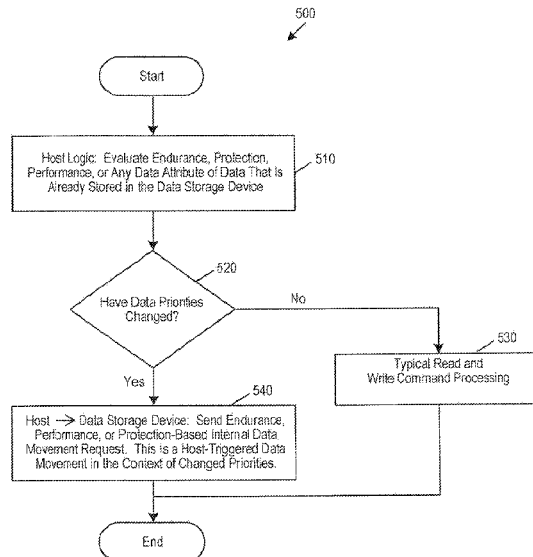 500
Start
Host Logic: Evaluate Endurance, Protection,
Performance, or Any Data Attribute of Data That Is
Already Stored in the Data Storage Device
510
520
Have Data Priorities
Changed?
No
530
Typical Read and
Write Command Processing
Yes
540
Host → Data Storage Device: Send Endurance,
Performance, or Protection-Based Internal Data
Movement Request. This is a Host-Triggered Data
Movement in the Context of Changed Priorities.
End